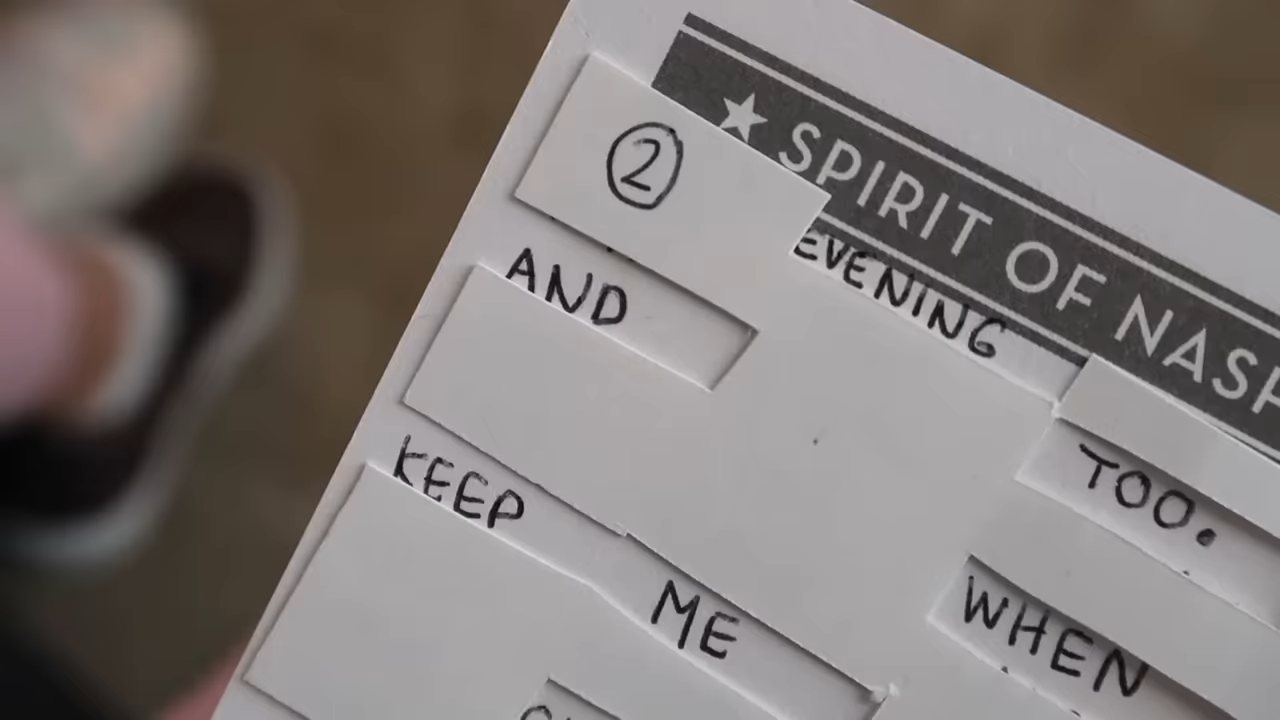 ★ SPIRIT OF NASH
②
EVENING
AND
TOO.
KEEP
ME
WHEN